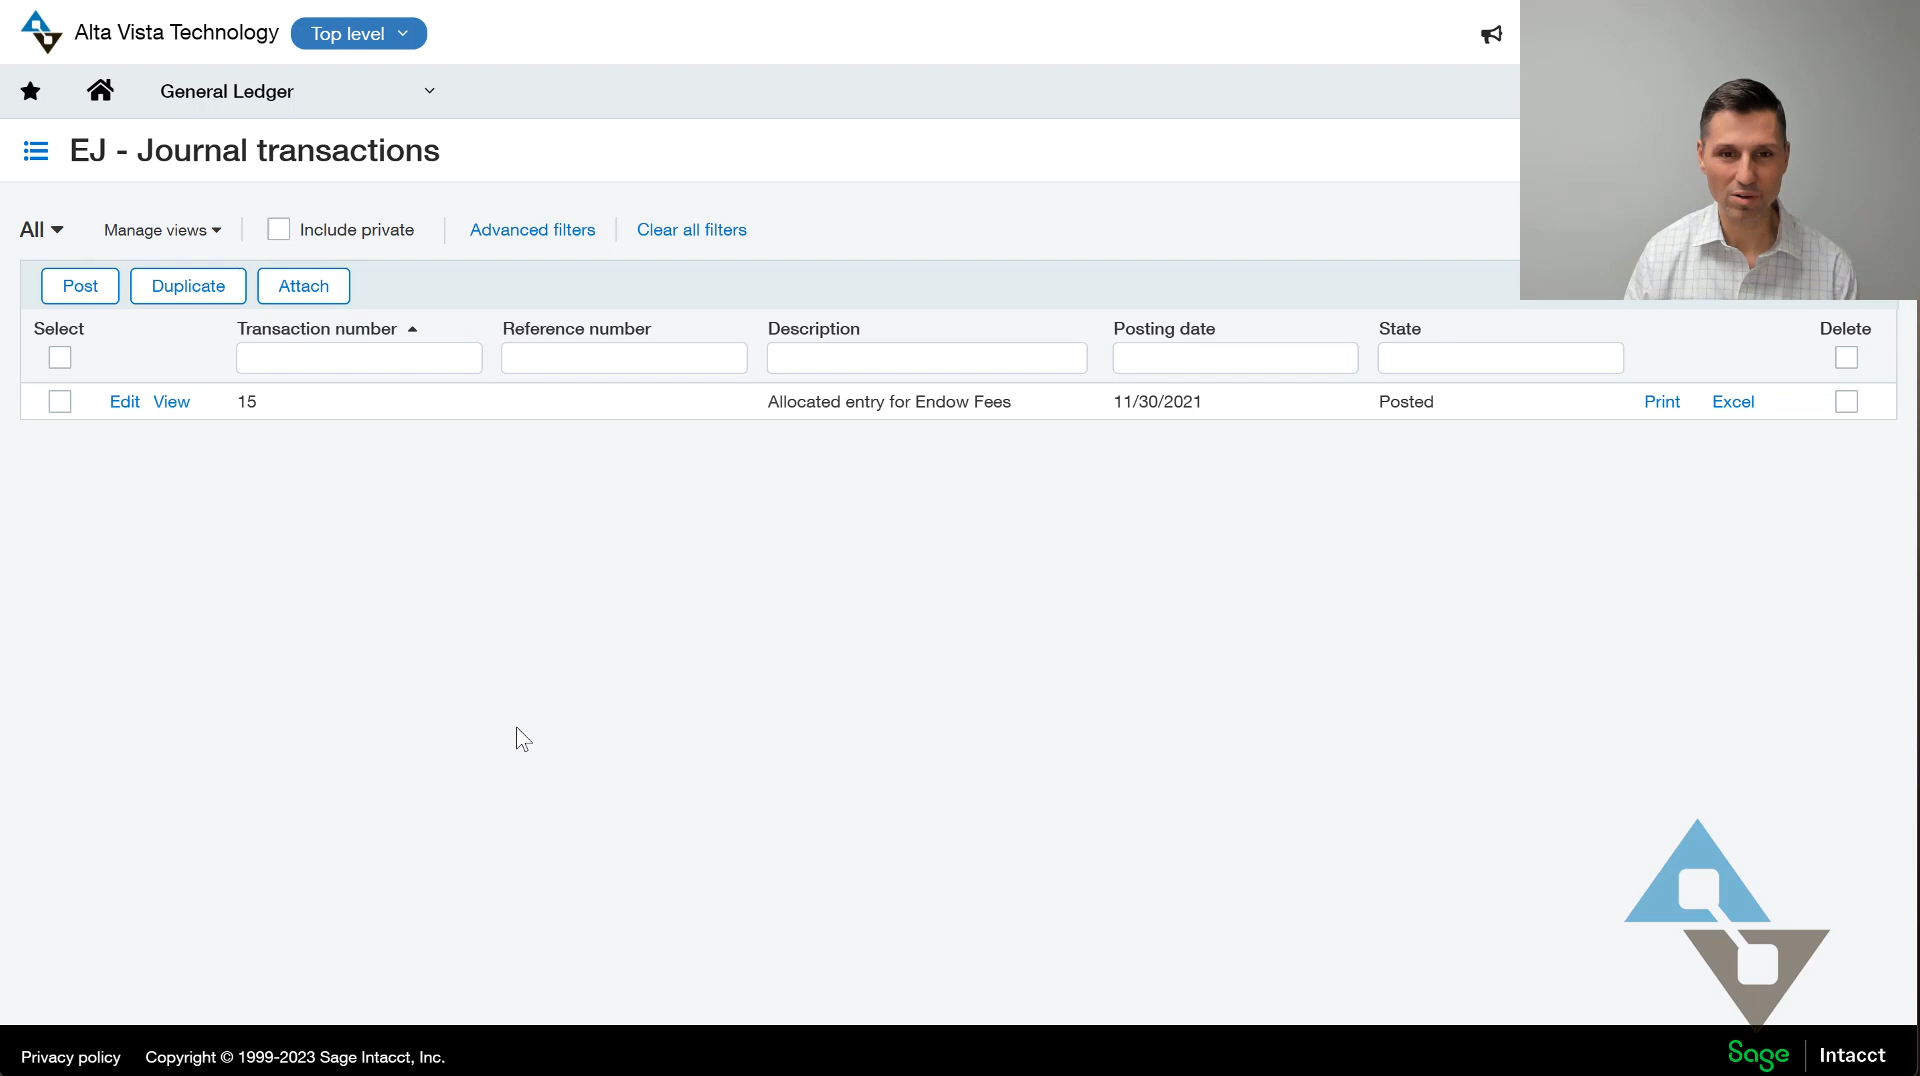 Alta Vista Technology Top level
General Ledger
EJ - Journal transactions
All Manage views Include private Advanced filters Clear all filters
Post Duplicate Attach
Select Transaction number Reference number Description Posting date State Delete
Edit View 15 Allocated entry for Endow Fees 11/30/2021 Posted Print Excel
Privacy policy Copyright © 1999-2023 Sage Intacct, Inc. Sage Intacct